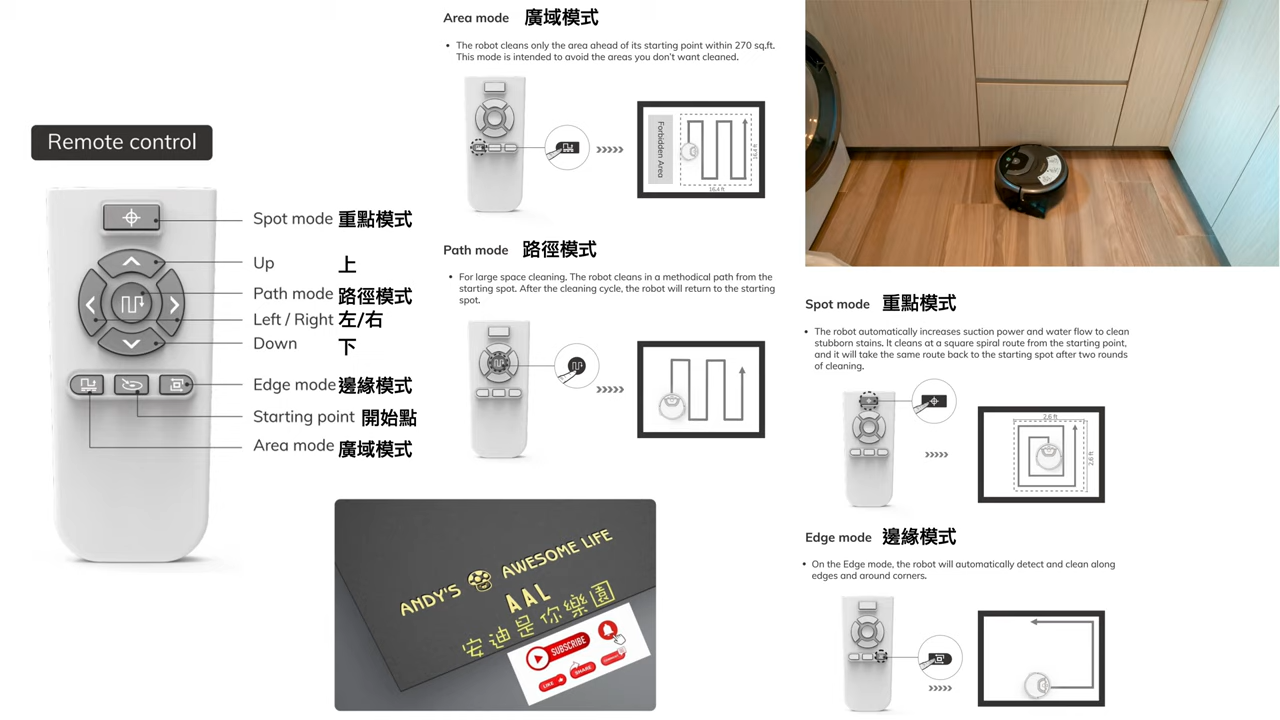 Remote control
Spot mode 重點模式
Up 上
Path mode 路徑模式
Left / Right 左/右
Down 下
Edge mode 邊緣模式
Starting point 開始點
Area mode 廣域模式
Area mode 廣域模式
• The robot cleans only the area ahead of its starting point within 270 sq.ft.
This mode is intended to avoid the areas you don't want cleaned.
Forbidden Area
16.4 ft
16.4 ft
Path mode 路徑模式
• For large space cleaning. The robot cleans in a methodical path from the
starting spot. After the cleaning cycle, the robot will return to the starting
spot.
ANDY'S AWESOME LIFE
AAL
安迪是你樂園
SUBSCRIBE
LIKE
SHARE
Spot mode 重點模式
• The robot automatically increases suction power and water flow to clean
stubborn stains. It cleans at a square spiral route from the starting point,
and it will take the same route back to the starting spot after two rounds
of cleaning.
2.6 ft
2.6 ft
Edge mode 邊緣模式
• On the Edge mode, the robot will automatically detect and clean along
edges and around corners.